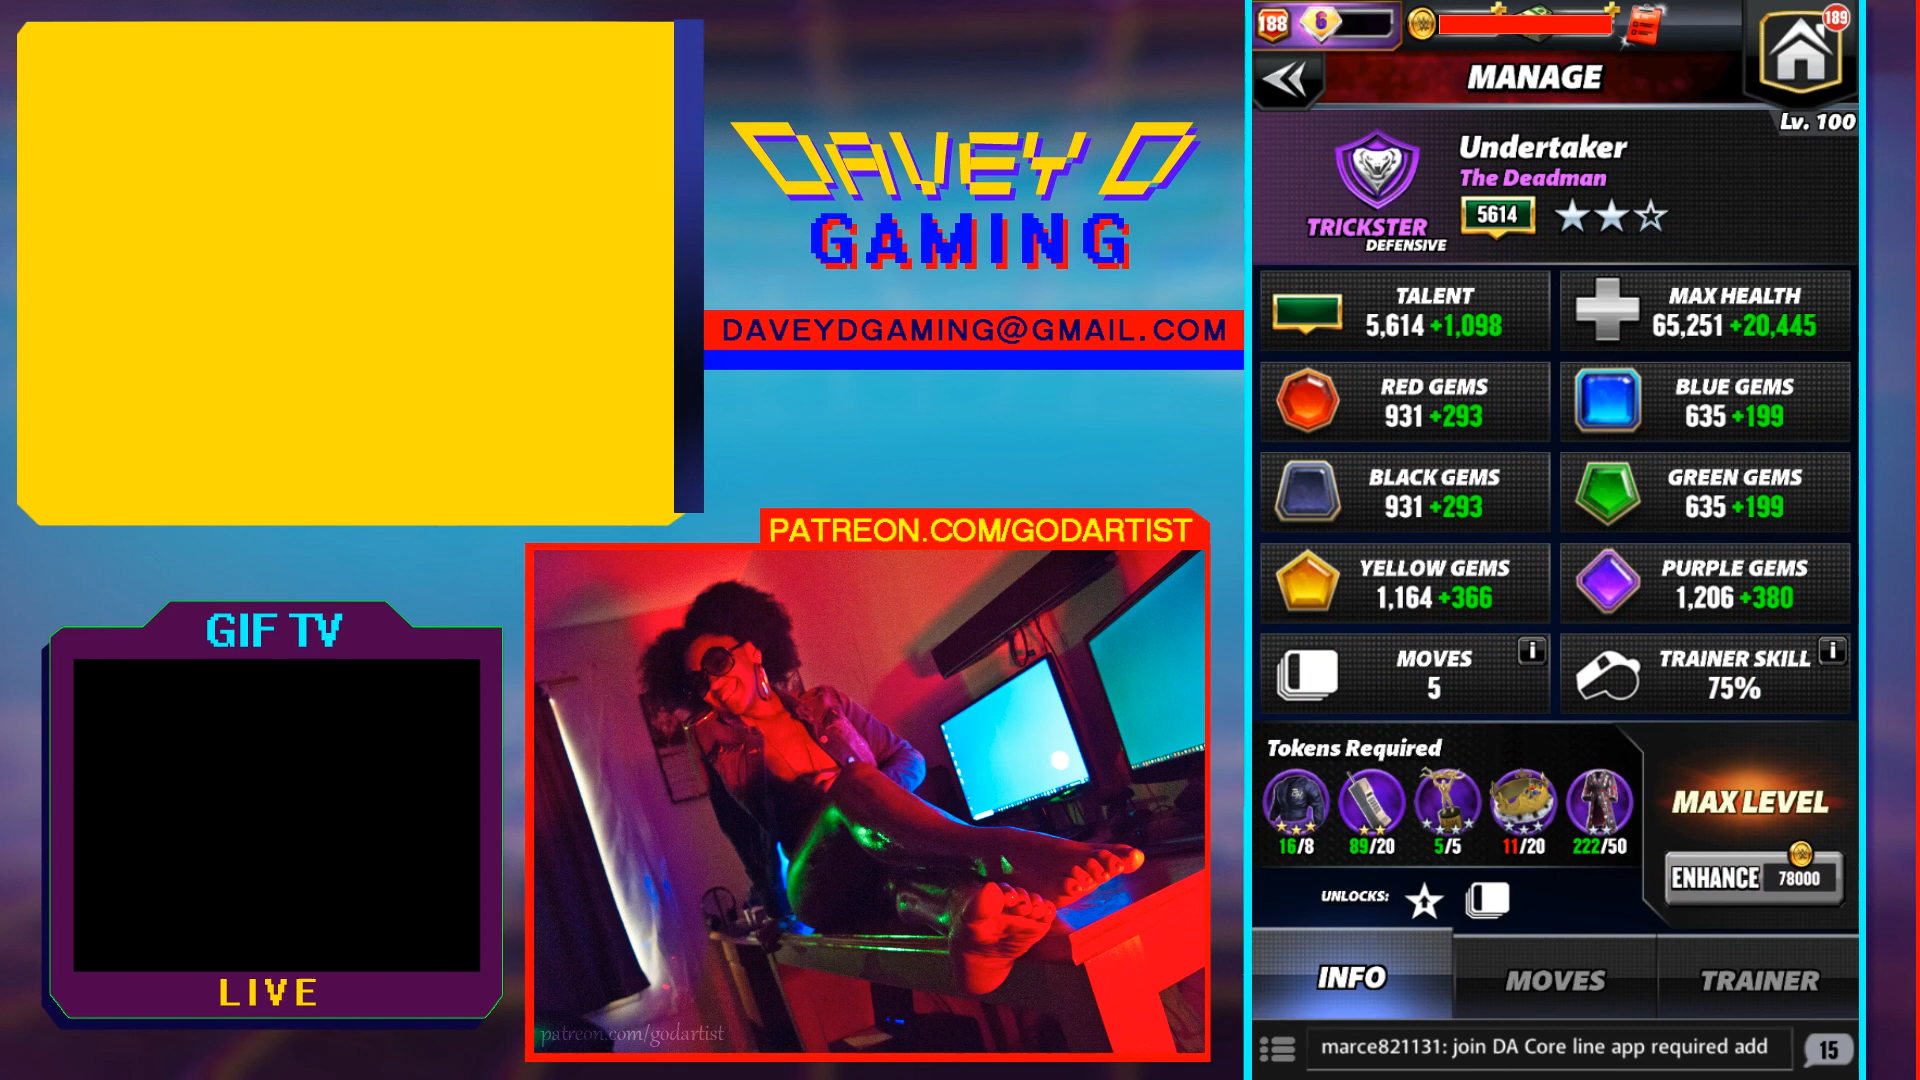 DAVEY D
GAMING
DAVEYDGAMING@GMAIL.COM
PATREON.COM/GODARTIST
patreon.com/godartist
GIF TV
LIVE
188
6
189
MANAGE
Lv. 100
Undertaker
The Deadman
5614
TRICKSTER
DEFENSIVE
TALENT
5,614 +1,098
MAX HEALTH
65,251 +20,445
RED GEMS
931 +293
BLUE GEMS
635 +199
BLACK GEMS
931 +293
GREEN GEMS
635 +199
YELLOW GEMS
1,164 +366
PURPLE GEMS
1,206 +380
MOVES
5
i
TRAINER SKILL
75%
i
Tokens Required
16/8
89/20
5/5
11/20
222/50
MAX LEVEL
ENHANCE 78000
UNLOCKS:
INFO
MOVES
TRAINER
marce821131: join DA Core line app required add
15